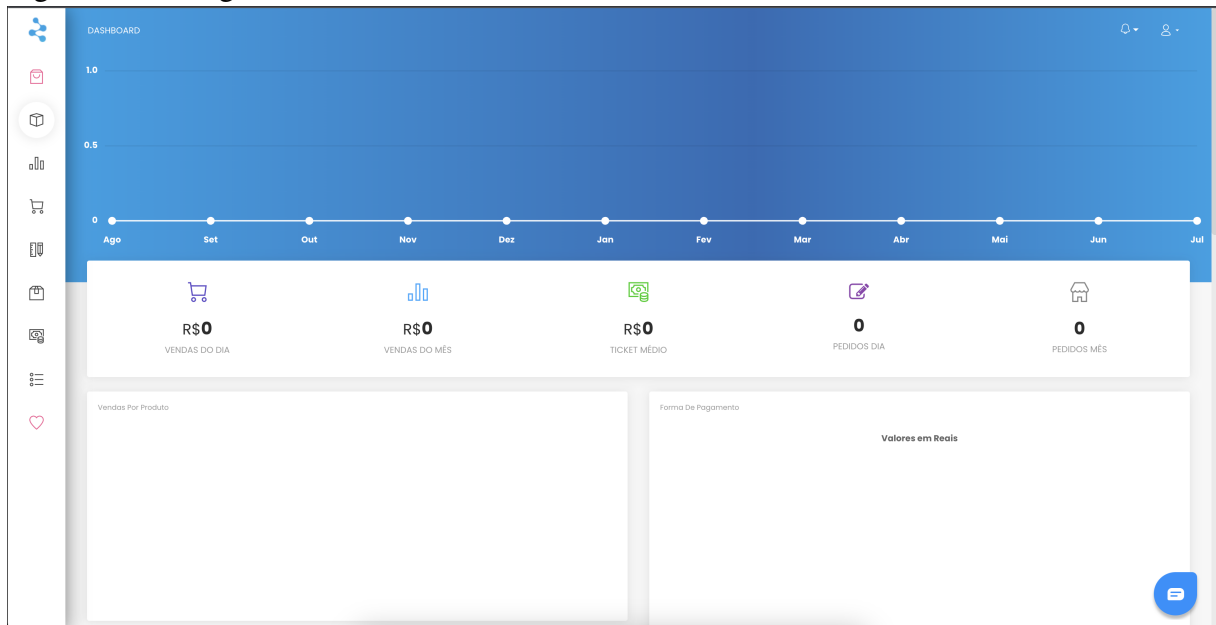 DASHBOARD
1.0
0.5
0
Ago Set Out Nov Dez Jan Fev Mar Abr Mai Jun Jul
R$0 R$0 R$0 0 0
VENDAS DO DIA VENDAS DO MÊS TICKET MÉDIO PEDIDOS DIA PEDIDOS MÊS
Vendas Por Produto Forma De Pagamento
Valores em Reais